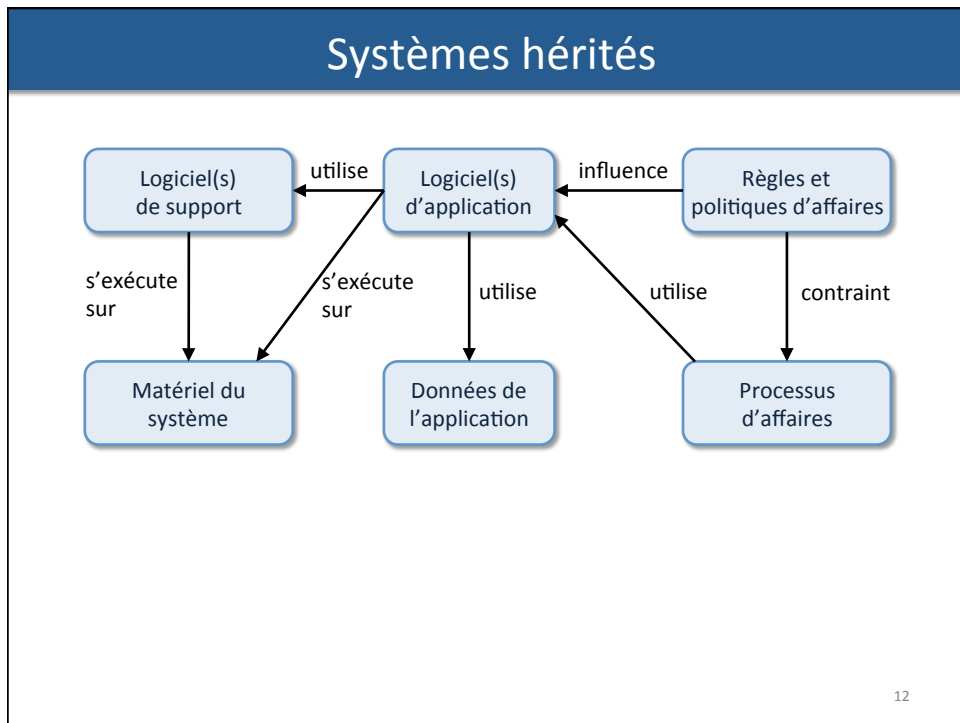 Systèmes hérités
Logiciel(s)
de support
utilise
Logiciel(s)
d'application
influence
Règles et
politiques d'affaires
s'exécute
sur
s'exécute
sur
utilise
utilise
contraint
Matériel du
système
Données de
l'application
Processus
d'affaires
12